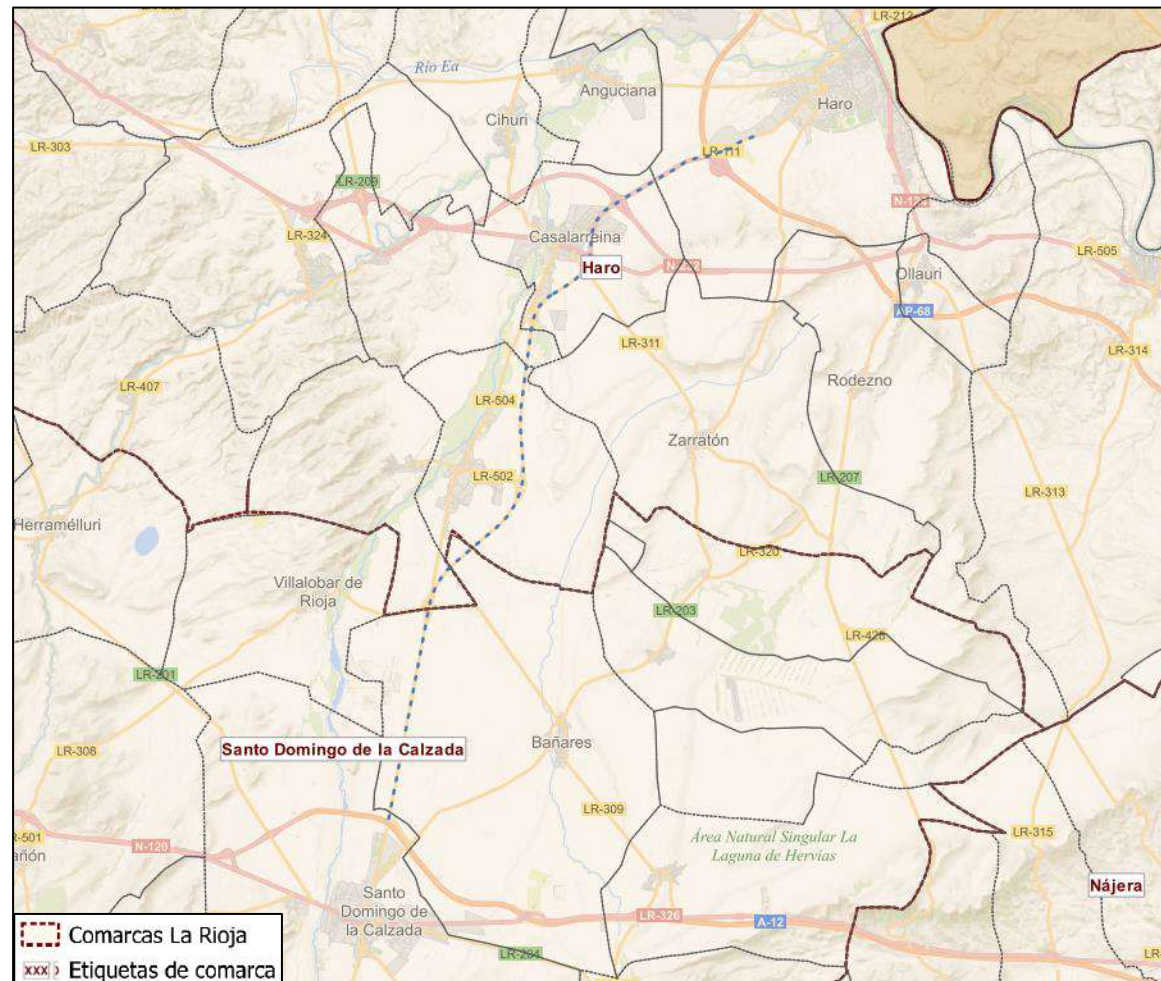 LR-212
Río Ea
Anguciana
Haro
Cihuri
LR-303
LR-111
LR-209
N-124
LR-324
Casalarreina
Haro
LR-505
Ollauri
AP-68
LR-311
LR-314
LR-407
Rodezno
LR-504
Zarratón
LR-502
LR-207
LR-313
Herramélluri
LR-320
Villalobar de
Rioja
LR-203
LR-426
LR-201
Santo Domingo de la Calzada
Bañares
LR-308
LR-309
Área Natural Singular La
Laguna de Hervías
LR-315
N-120
Nájera
Santo
Domingo de
la Calzada
LR-326
A-12
LR-204
Comarcas La Rioja
xxx Etiquetas de comarca